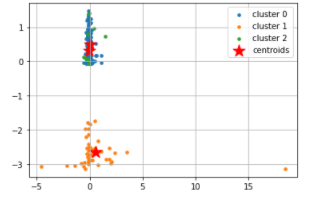 cluster 0
cluster 1
cluster 2
centroids
1
0
−1
−2
−3
−5
0
5
10
15